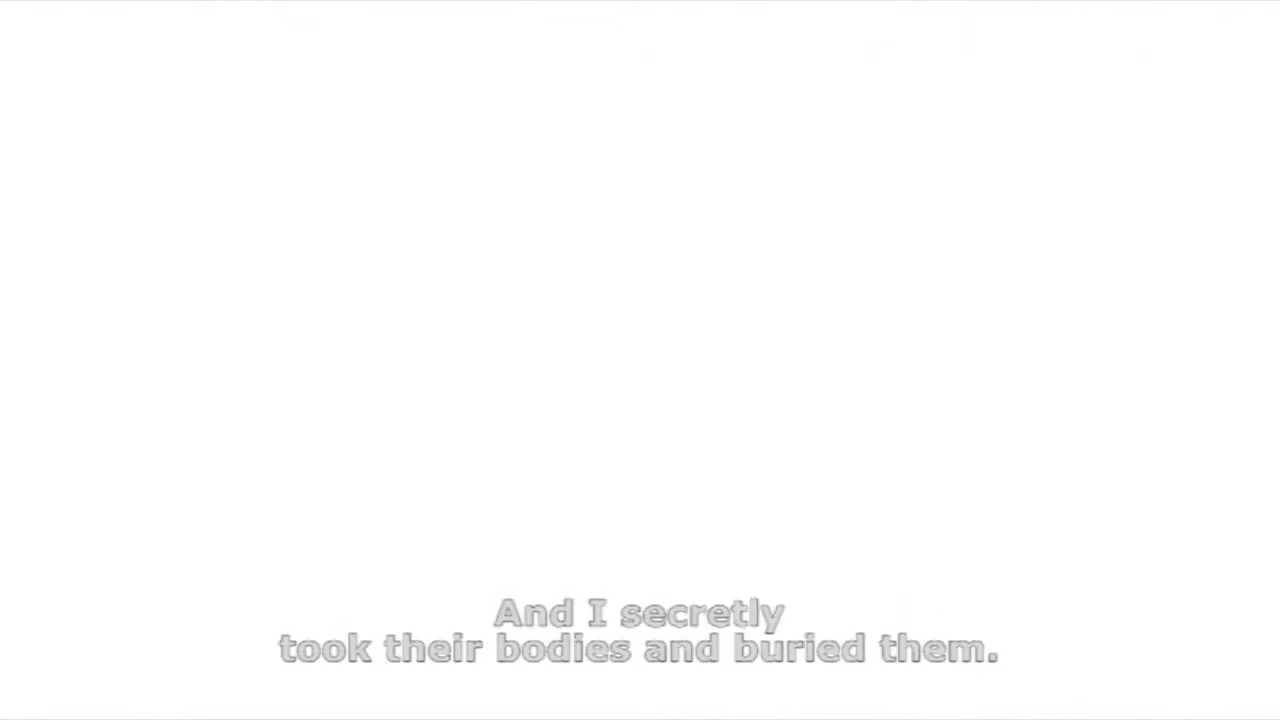 And I secretly
took their bodies and buried them.